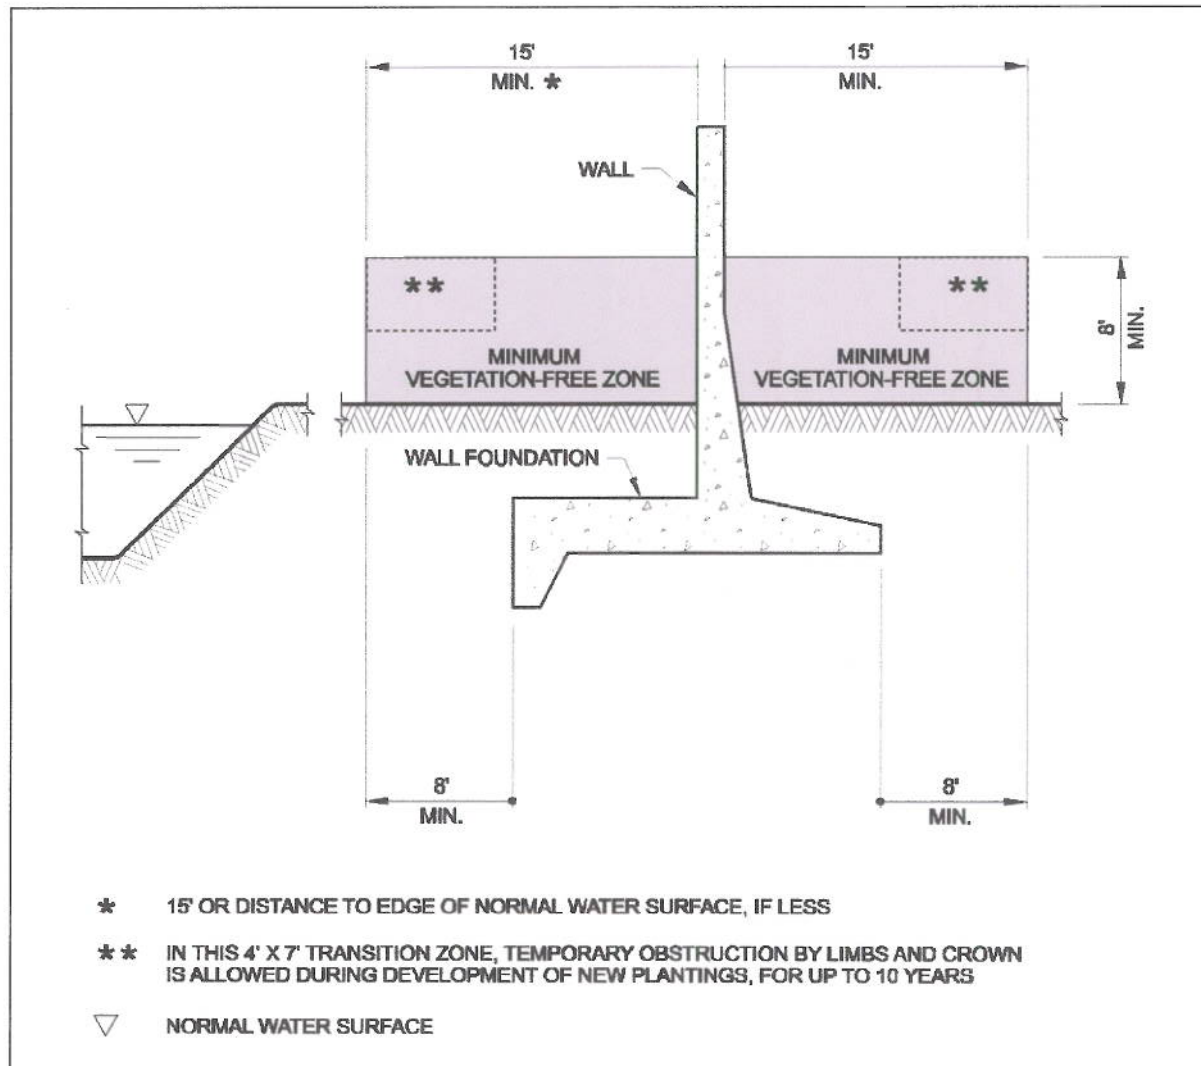 15'
MIN. *
15'
MIN.
WALL
**
**
8'
MIN.
MINIMUM
VEGETATION-FREE ZONE
MINIMUM
VEGETATION-FREE ZONE
WALL FOUNDATION
8'
MIN.
8'
MIN.
* 15' OR DISTANCE TO EDGE OF NORMAL WATER SURFACE, IF LESS
** IN THIS 4' X 7' TRANSITION ZONE, TEMPORARY OBSTRUCTION BY LIMBS AND CROWN
IS ALLOWED DURING DEVELOPMENT OF NEW PLANTINGS, FOR UP TO 10 YEARS
NORMAL WATER SURFACE